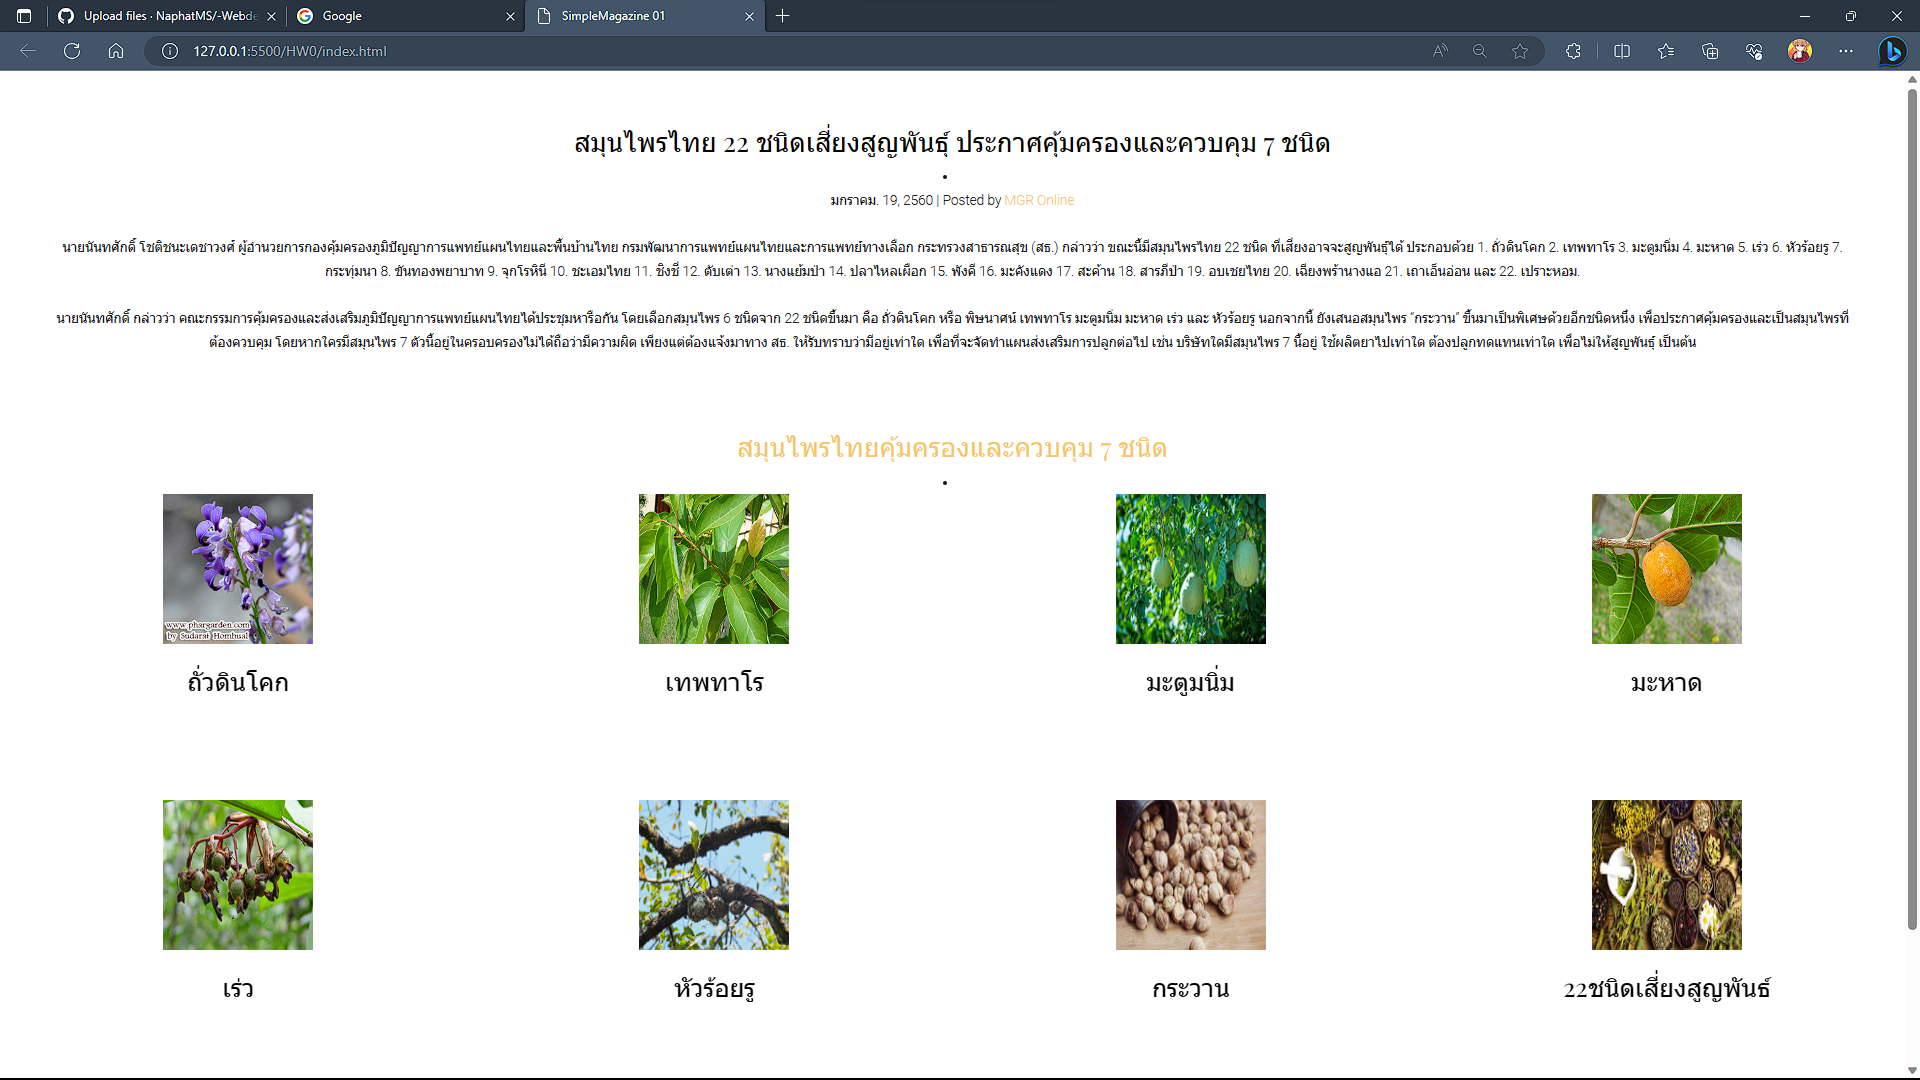 Upload files · NaphatMS/-Webde
Google
SimpleMagazine 01
127.0.0.1:5500/HW0/index.html
สมุนไพรไทย 22 ชนิดเสี่ยงสูญพันธุ์ ประกาศคุ้มครองและควบคุม 7 ชนิด
มกราคม. 19, 2560 | Posted by MGR Online
นายนันทศักดิ์ โชติชนะเดชาวงศ์ ผู้อำนวยการกองคุ้มครองภูมิปัญญาการแพทย์แผนไทยและพื้นบ้านไทย กรมพัฒนาการแพทย์แผนไทยและการแพทย์ทางเลือก กระทรวงสาธารณสุข (สธ.) กล่าวว่า ขณะนี้มีสมุนไพรไทย 22 ชนิด ที่เสี่ยงอาจจะสูญพันธุ์ได้ ประกอบด้วย 1. ถั่วดินโคก 2. เทพทาโร 3. มะตูมนิ่ม 4. มะหาด 5. เร่ว 6. หัวร้อยรู 7.
กระทุ่มนา 8. ขันทองพยาบาท 9. จุกโรหินี 10. ชะเอมไทย 11. ชิงชี่ 12. ตับเต่า 13. นางแย้มป่า 14. ปลาไหลเผือก 15. พังคี 16. มะคังแดง 17. สะค้าน 18. สารภีป่า 19. อบเชยไทย 20. เฉียงพร้านางแอ 21. เถาเอ็นอ่อน และ 22. เปราะหอม.
นายนันทศักดิ์ กล่าวว่า คณะกรรมการคุ้มครองและส่งเสริมภูมิปัญญาการแพทย์แผนไทยได้ประชุมหารือกัน โดยเลือกสมุนไพร 6 ชนิดจาก 22 ชนิดขึ้นมา คือ ถั่วดินโคก หรือ พิษนาศน์ เทพทาโร มะตูมนิ่ม มะหาด เร่ว และ หัวร้อยรู นอกจากนี้ ยังเสนอสมุนไพร “กระวาน” ขึ้นมาเป็นพิเศษด้วยอีกชนิดหนึ่ง เพื่อประกาศคุ้มครองและเป็นสมุนไพรที่
ต้องควบคุม โดยหากใครมีสมุนไพร 7 ตัวนี้อยู่ในครอบครองไม่ได้ถือว่ามีความผิด เพียงแต่ต้องแจ้งมาทาง สธ. ให้รับทราบว่ามีอยู่เท่าใด เพื่อที่จะจัดทำแผนส่งเสริมการปลูกต่อไป เช่น บริษัทใดมีสมุนไพร 7 นี้อยู่ ใช้ผลิตยาไปเท่าใด ต้องปลูกทดแทนเท่าใด เพื่อไม่ให้สูญพันธุ์ เป็นต้น
สมุนไพรไทยคุ้มครองและควบคุม 7 ชนิด
www.phargarden.com
by Sudarat Homhual
ถั่วดินโคก
เทพทาโร
มะตูมนิ่ม
มะหาด
เร่ว
หัวร้อยรู
กระวาน
22ชนิดเสี่ยงสูญพันธ์